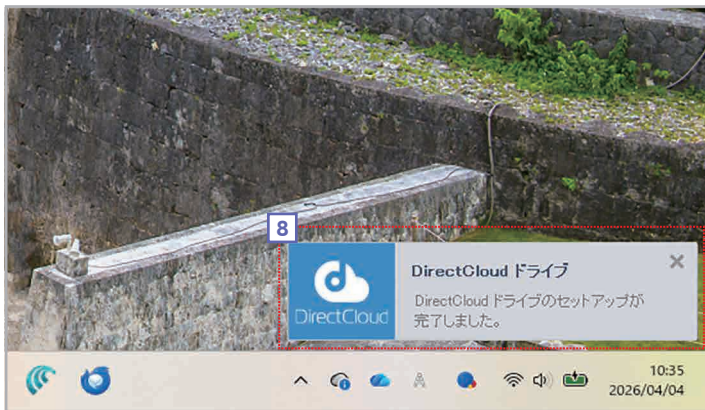 8
DirectCloud ドライブ
DirectCloud
DirectCloud ドライブのセットアップが
完了しました。
10:35
2026/04/04